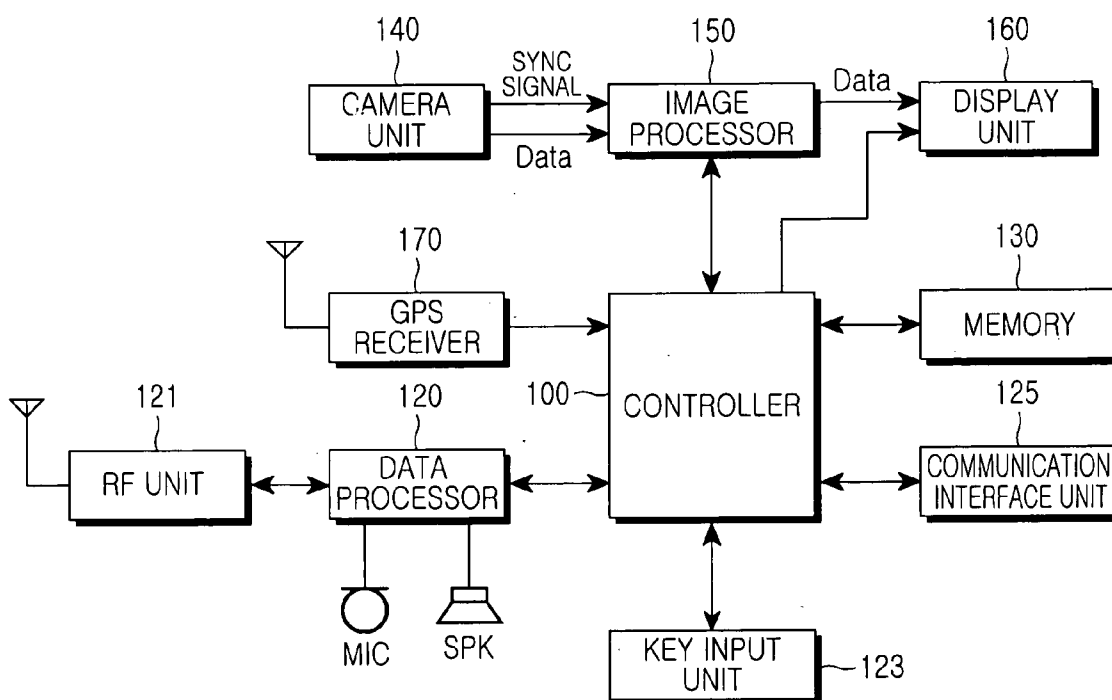 140
150
160
SYNC
SIGNAL
Data
CAMERA
UNIT
IMAGE
PROCESSOR
DISPLAY
UNIT
Data
170
130
GPS
RECEIVER
MEMORY
100
CONTROLLER
121
120
125
RF UNIT
DATA
PROCESSOR
COMMUNICATION
INTERFACE UNIT
MIC
SPK
KEY INPUT
UNIT
123